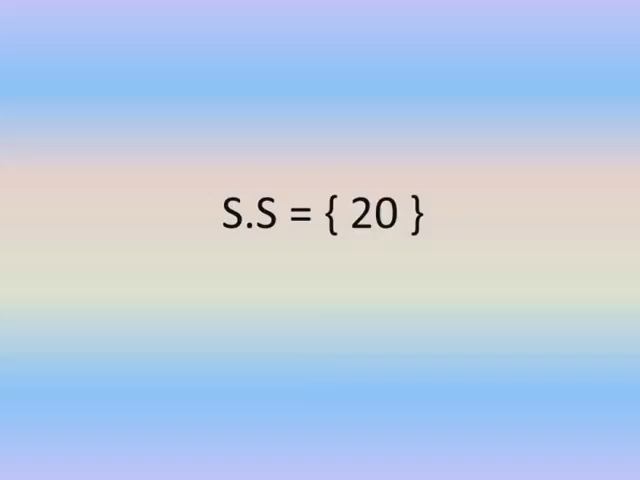 S.S = { 20 }